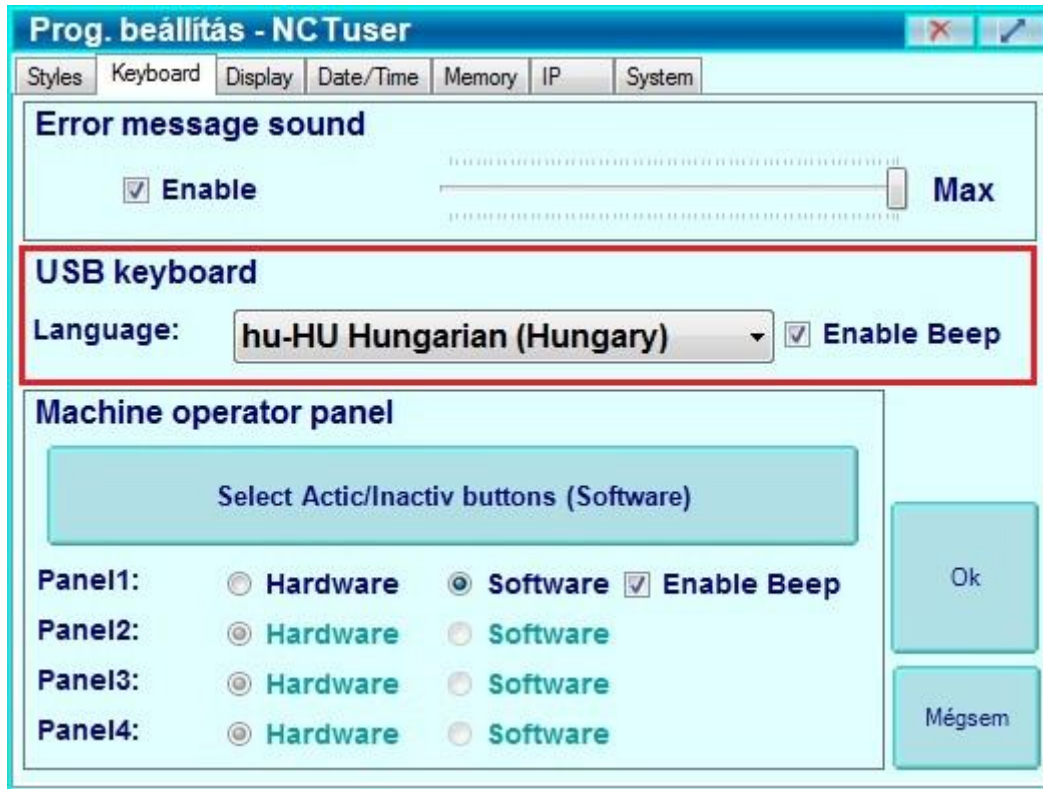 Prog. beállítás - NCTuser
Styles Keyboard Display Date/Time Memory IP System
Error message sound
Enable Max
USB keyboard
Language: hu-HU Hungarian (Hungary) Enable Beep
Machine operator panel
Select Actic/Inactiv buttons (Software)
Panel1: Hardware Software Enable Beep
Panel2: Hardware Software
Panel3: Hardware Software
Panel4: Hardware Software
Ok
Mégsem